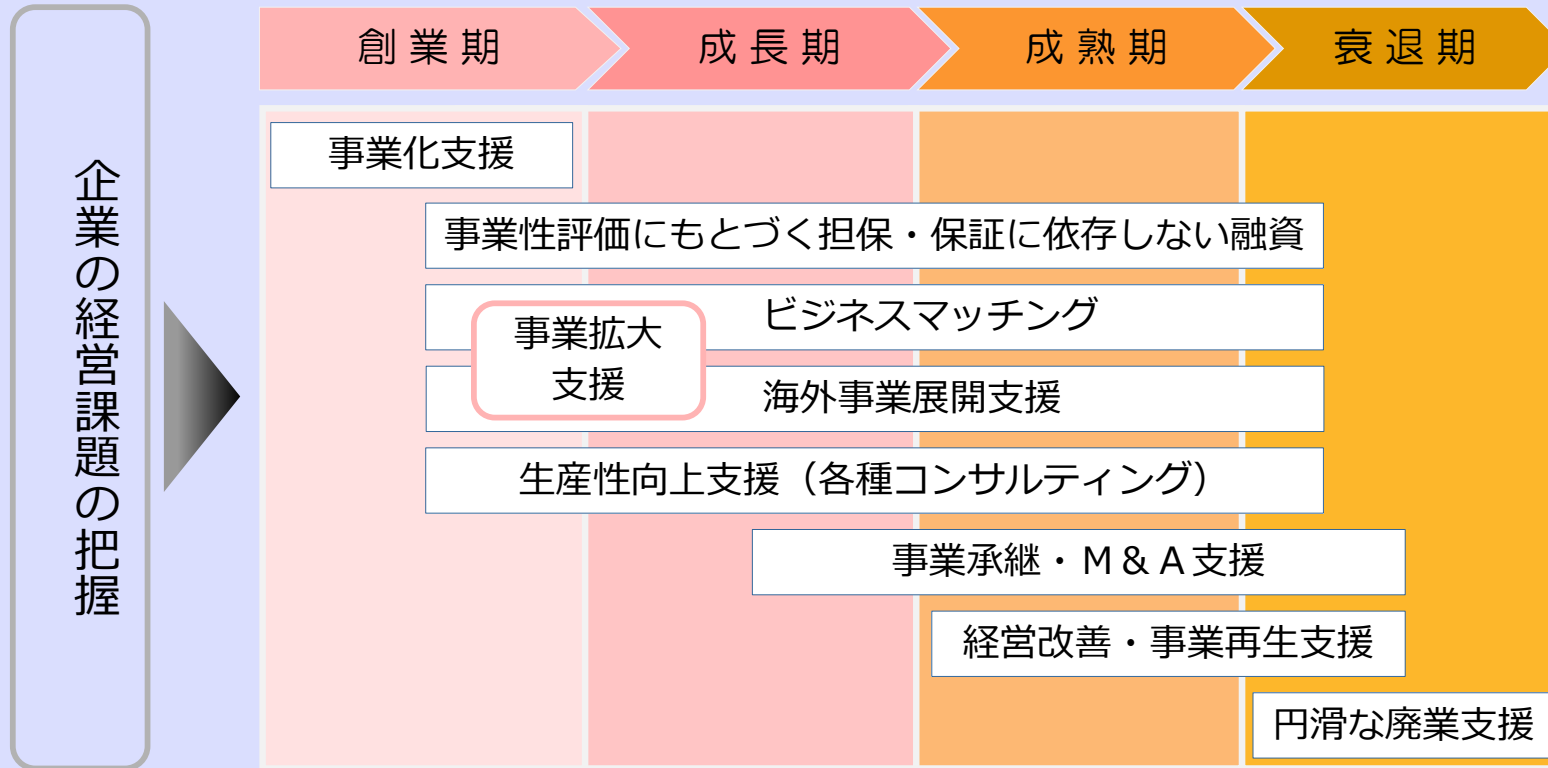 企業の経営課題の把握
創業期
成長期
成熟期
衰退期
事業化支援
事業性評価にもとづく担保・保証に依存しない融資
事業拡大
支援
ビジネスマッチング
海外事業展開支援
生産性向上支援（各種コンサルティング）
事業承継・Ｍ＆Ａ支援
経営改善・事業再生支援
円滑な廃業支援